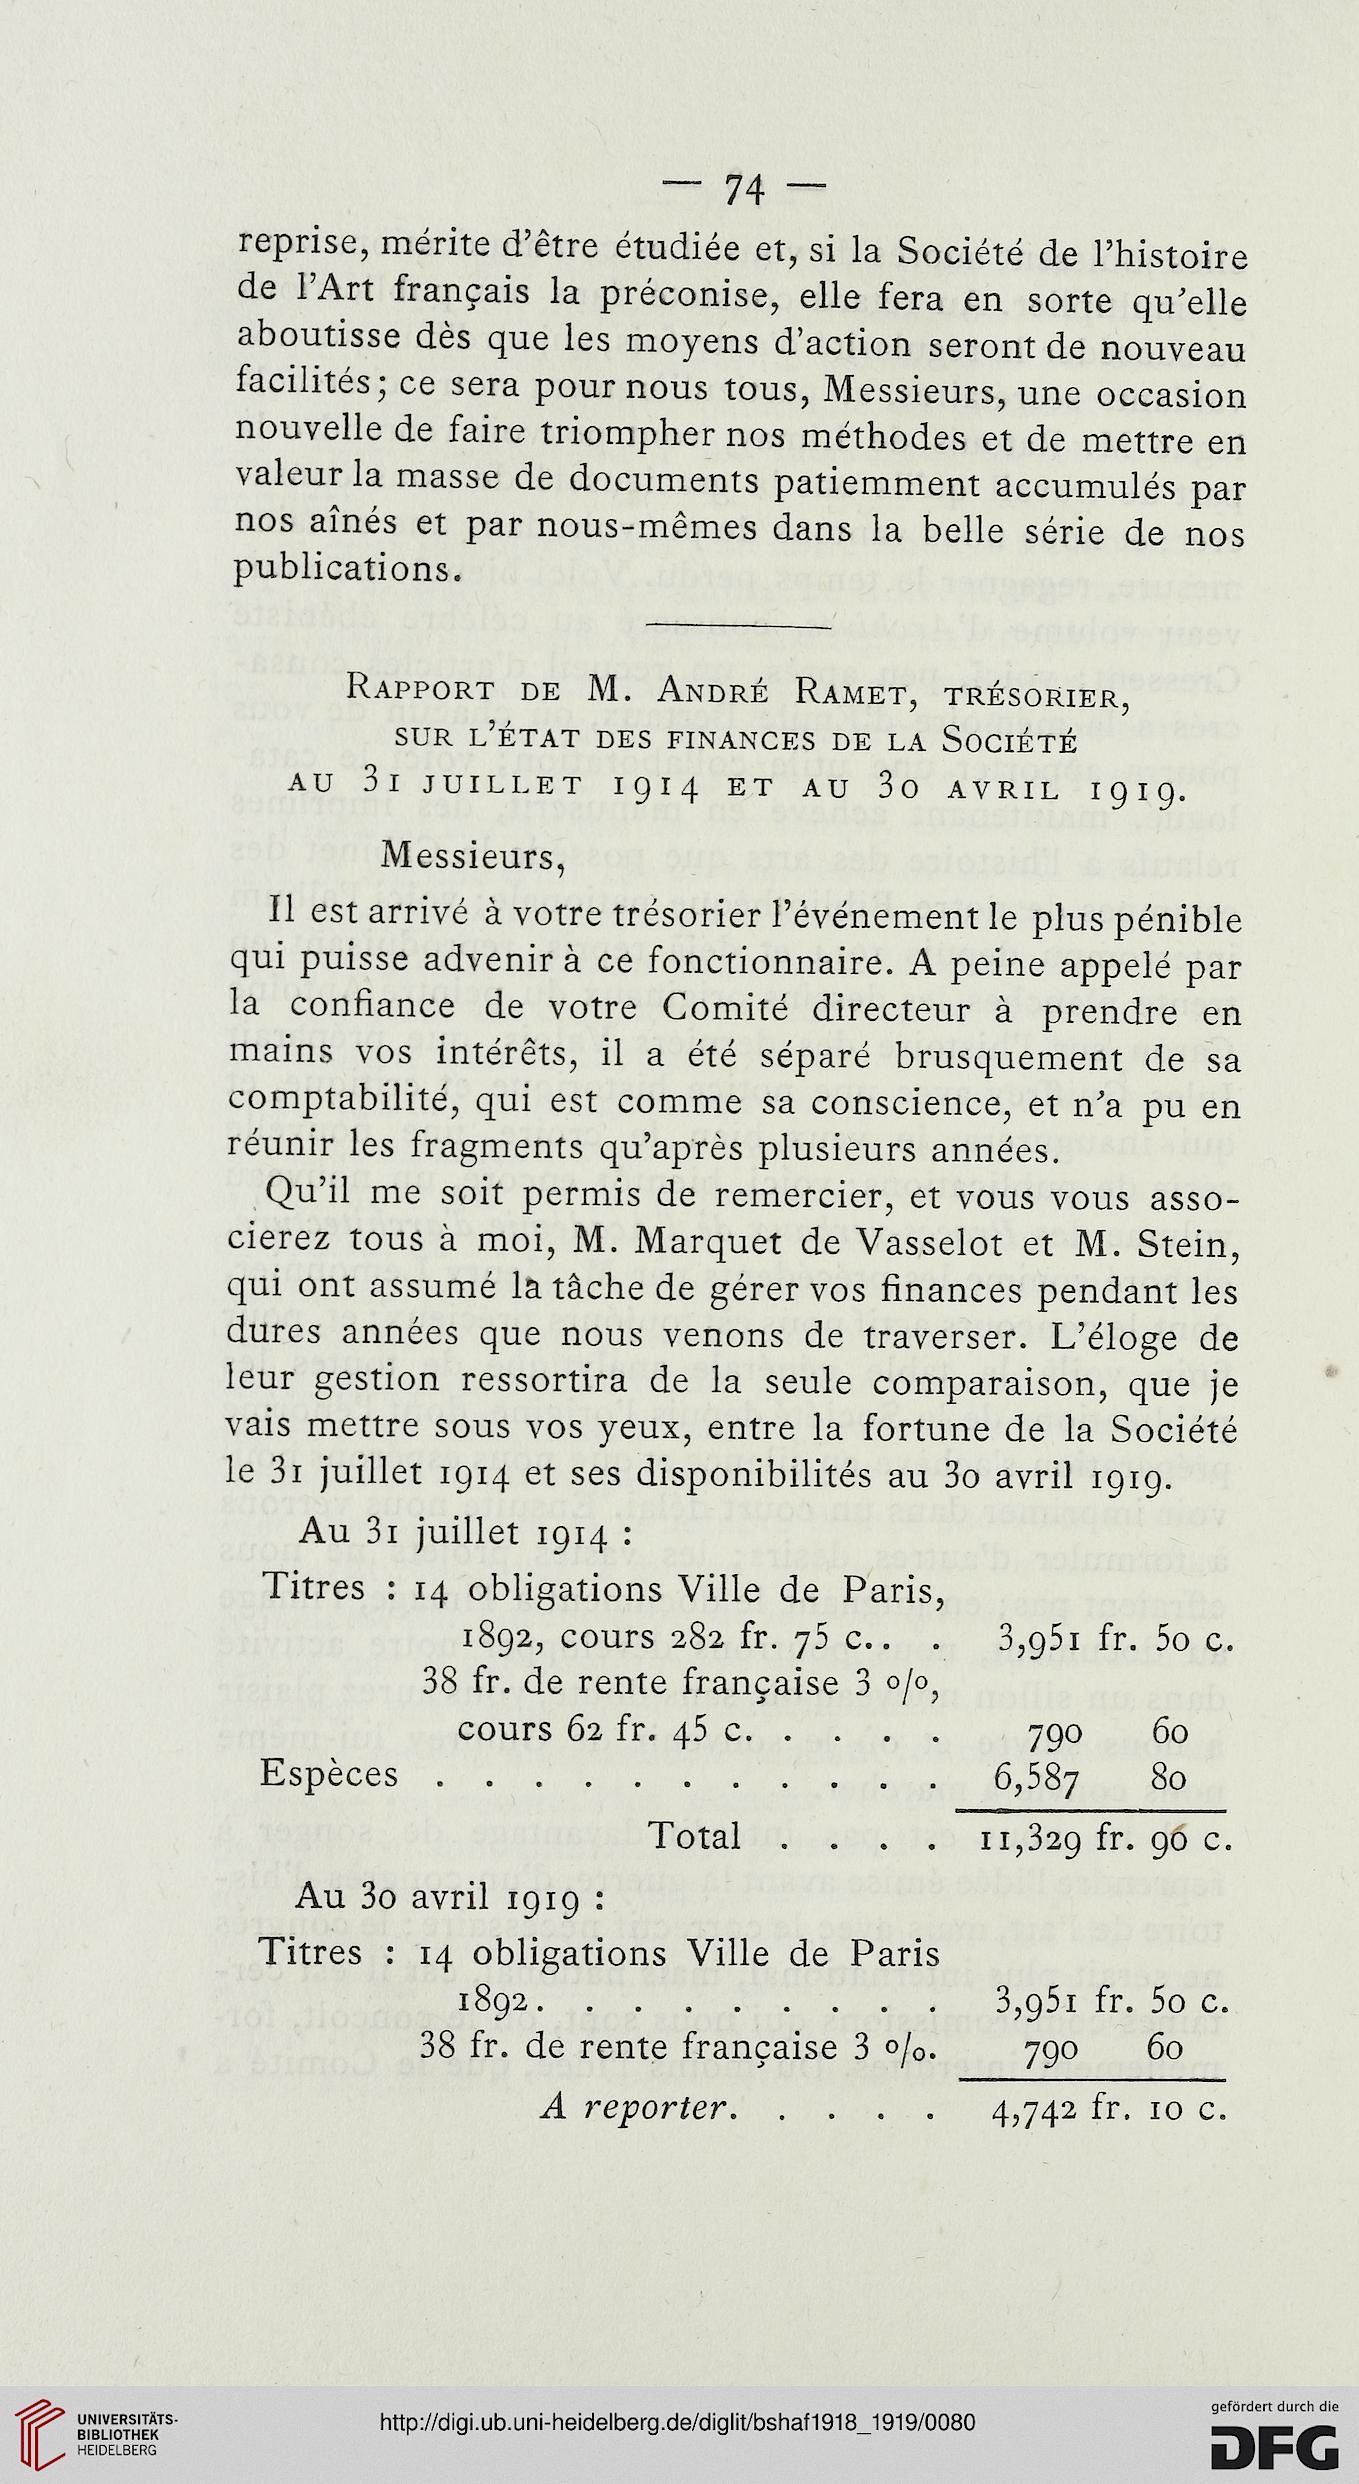 — 74 —
reprise, mérite d'être étudiée et, si la Société de l'histoire
de l'Art français la préconise, elle fera en sorte qu'elle
aboutisse dès que les moyens d'action seront de nouveau
facilités; ce sera pour nous tous, Messieurs, une occasion
nouvelle de faire triompher nos méthodes et de mettre en
valeur la masse de documents patiemment accumulés par
nos aînés et par nous-mêmes dans la belle série de nos
publications.
Rapport de M. André Ramet, trésorier,
sur l'état des finances de la Société
au 31 juillet 1914 et au 30 avril 1919.
Messieurs,
Il est arrivé à votre trésorier l'événement le plus pénible
qui puisse advenir à ce fonctionnaire. A peine appelé par
la confiance de votre Comité directeur à prendre en
mains vos intérêts, il a été séparé brusquement de sa
comptabilité, qui est comme sa conscience, et n'a pu en
réunir les fragments qu'après plusieurs années.
Qu'il me soit permis de remercier, et vous vous asso-
cierez tous à moi, M. Marquet de Vasselot et M. Stein,
qui ont assumé la tâche de gérer vos finances pendant les
dures années que nous venons de traverser. L'éloge de
leur gestion ressortira de la seule comparaison, que je
vais mettre sous vos yeux, entre la fortune de la Société
le 31 juillet 1914 et ses disponibilités au 30 avril 1919.
Au 31 juillet 1914 :
Titres : 14 obligations Ville de Paris,
1892, cours 282 fr. 75 c. . . 3,951 fr. 50 c.
38 fr. de rente française 3 o/o,
cours 62 fr. 45 c. . . . . 790 60
Espèces . . . . . . . . . . . 6,587 80
Total . . . . 11,329 fr. 90 c.
Au 30 avril 1919 :
Titres : 14 obligations Ville de Paris
1892. . . . . . . . . 3,951 fr. 50 c.
38 fr. de rente française 3 o/o. 790 60
A reporter. . . . . 4,742 fr. 10 c.
UNIVERSITÄTS-
BIBLIOTHEK
HEIDELBERG
http://digi.ub.uni-heidelberg.de/diglit/bshaf1918_1919/0080
gefördert durch die
DFG